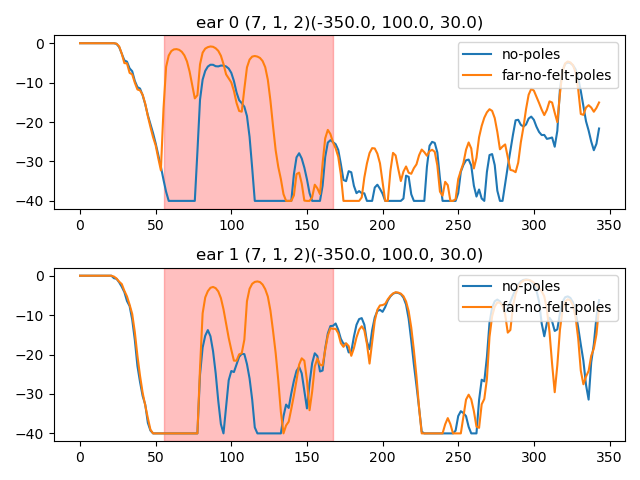 ear 0 (7, 1, 2)(-350.0, 100.0, 30.0)
0
−10
−20
−30
−40
no-poles
far-no-felt-poles
0 50 100 150 200 250 300 350
ear 1 (7, 1, 2)(-350.0, 100.0, 30.0)
0
−10
−20
−30
−40
no-poles
far-no-felt-poles
0 50 100 150 200 250 300 350